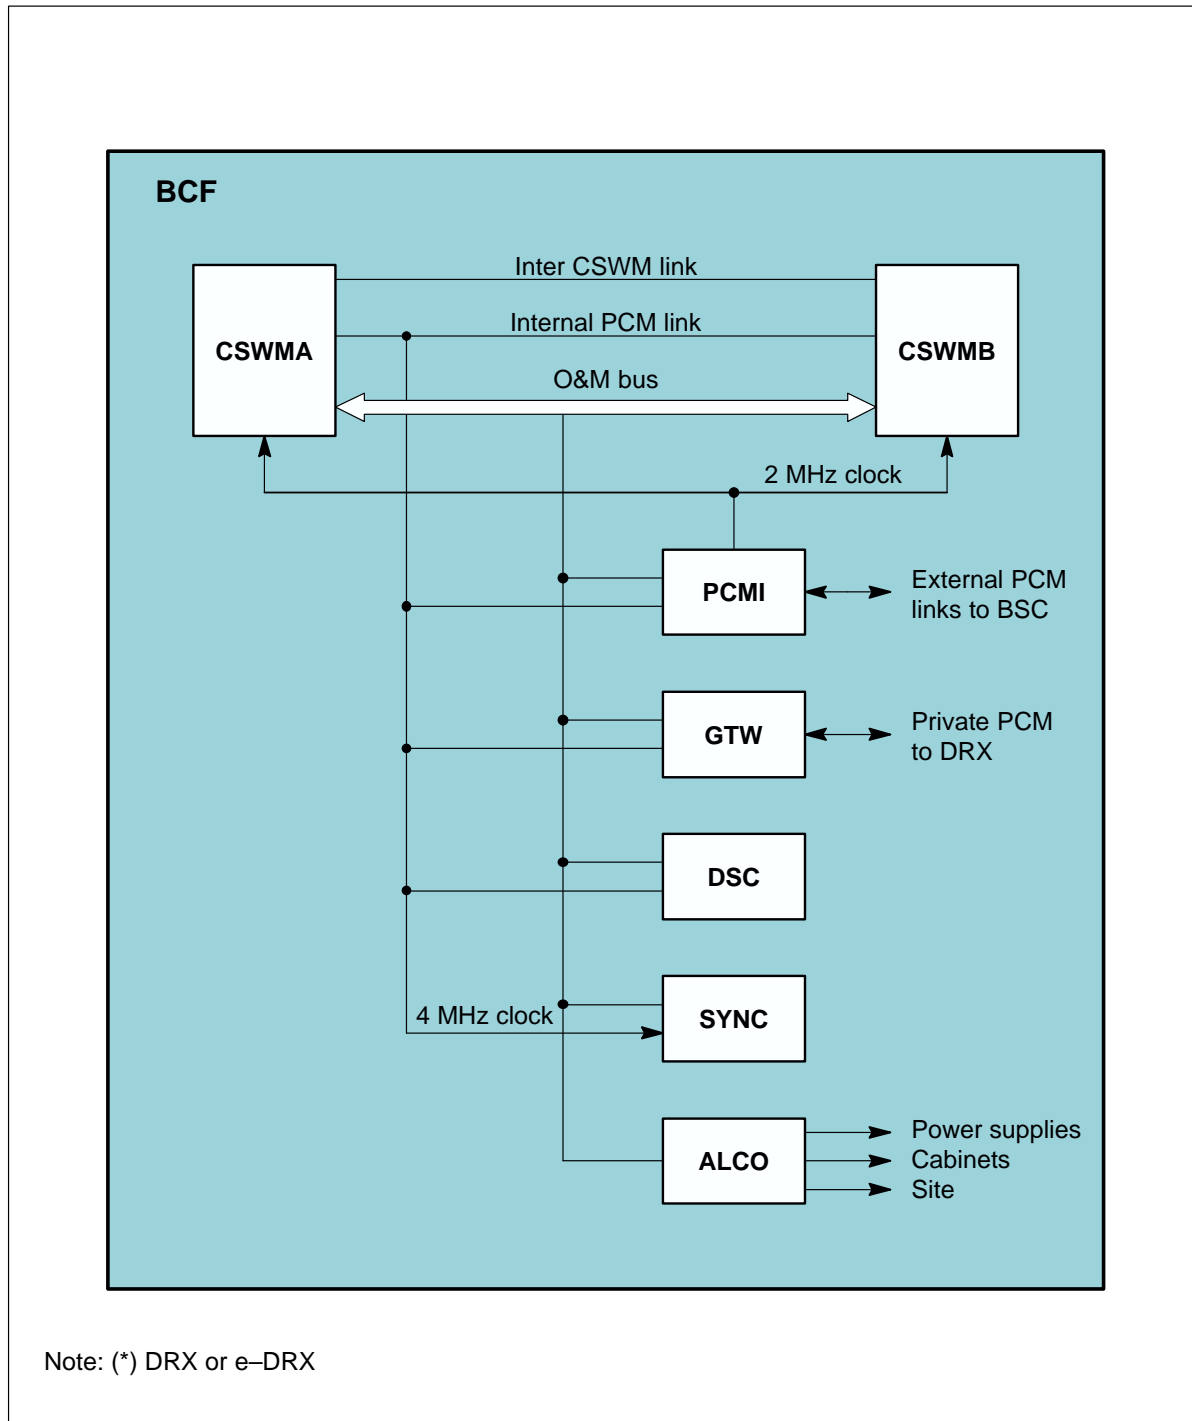 BCF
Inter CSWM link
Internal PCM link
CSWMA
CSWMB
O&M bus
2 MHz clock
PCMI
External PCM
links to BSC
GTW
Private PCM
to DRX
DSC
4 MHz clock
SYNC
ALCO
Power supplies
Cabinets
Site
Note: (*) DRX or e–DRX